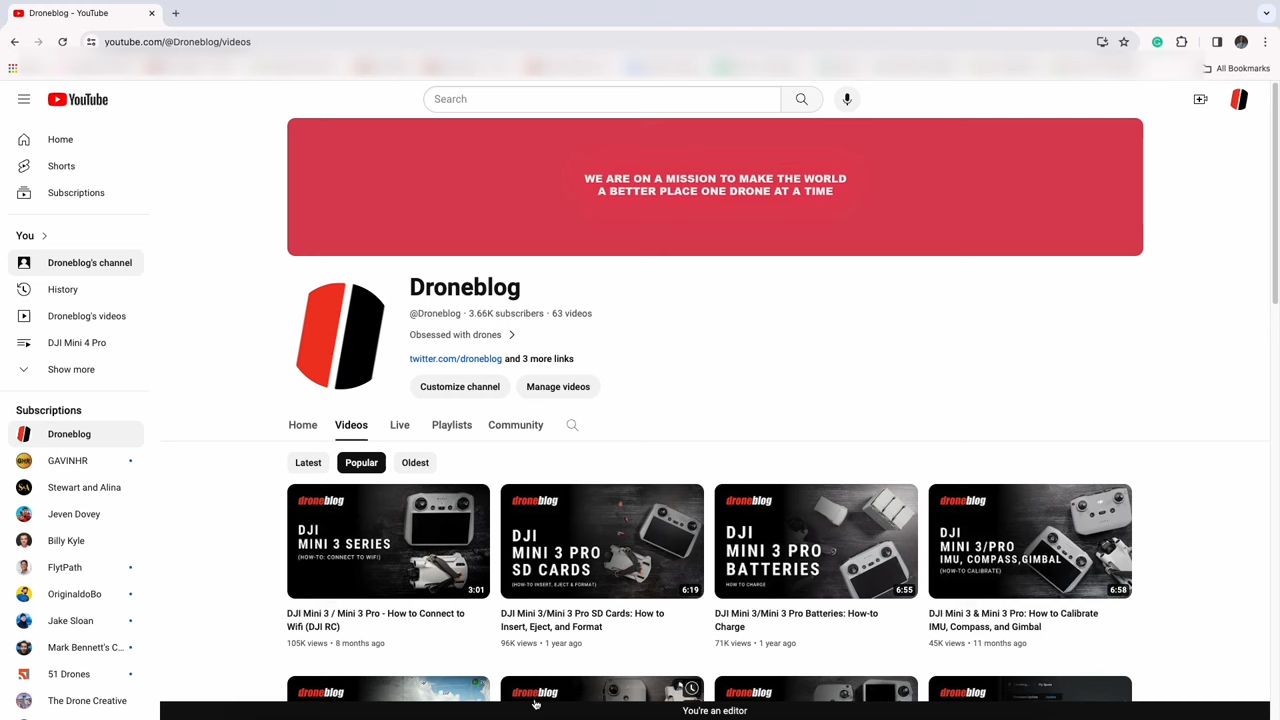 Droneblog - YouTube
youtube.com/@Droneblog/videos
All Bookmarks
YouTube
Search
Home
Shorts
Subscriptions
You
Droneblog's channel
History
Droneblog's videos
DJI Mini 4 Pro
Show more
Subscriptions
Droneblog
GAVINHR
Stewart and Alina
Jeven Dovey
Billy Kyle
FlytPath
OriginaldoBo
Jake Sloan
Mark Bennett's C...
51 Drones
The Drone Creative
WE ARE ON A MISSION TO MAKE THE WORLD
A BETTER PLACE ONE DRONE AT A TIME
Droneblog
@Droneblog · 3.66K subscribers · 63 videos
Obsessed with drones
twitter.com/droneblog and 3 more links
Customize channel Manage videos
Home Videos Live Playlists Community
Latest Popular Oldest
droneblog
DJI
MINI 3 SERIES
(HOW-TO: CONNECT TO WIFI)
3:01
DJI Mini 3 / Mini 3 Pro - How to Connect to
Wifi (DJI RC)
105K views • 8 months ago
droneblog
DJI
MINI 3 PRO
SD CARDS
(HOW-TO INSERT, EJECT & FORMAT)
6:19
DJI Mini 3/Mini 3 Pro SD Cards: How to
Insert, Eject, and Format
96K views • 1 year ago
droneblog
DJI
MINI 3 PRO
BATTERIES
HOW TO CHARGE
6:55
DJI Mini 3/Mini 3 Pro Batteries: How-to
Charge
71K views • 1 year ago
droneblog
DJI
MINI 3/PRO
IMU, COMPASS,GIMBAL
(HOW-TO CALIBRATE)
6:58
DJI Mini 3 & Mini 3 Pro: How to Calibrate
IMU, Compass, and Gimbal
45K views • 11 months ago
droneblog
droneblog
droneblog
droneblog
You're an editor